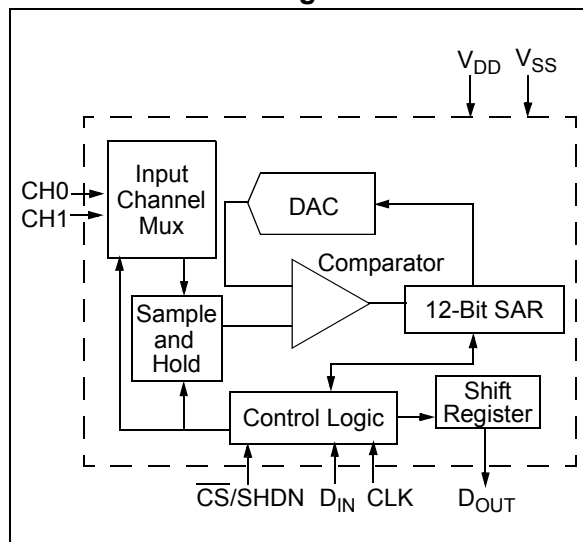 V_DD
V_SS
Input
Channel
Mux
CH0
CH1
DAC
Comparator
Sample
and
Hold
12-Bit SAR
Control Logic
Shift
Register
C̅S̅/SHDN
D_IN
CLK
D_OUT